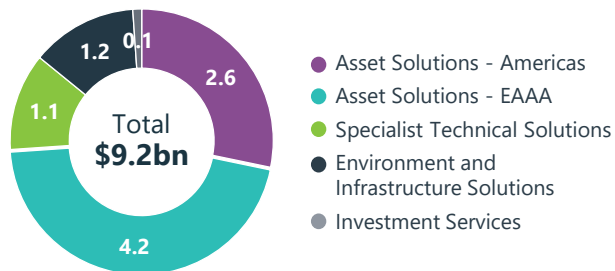 1.2
0.1
2.6
1.1
Total
$9.2bn
4.2
Asset Solutions - Americas
Asset Solutions - EAAA
Specialist Technical Solutions
Environment and
Infrastructure Solutions
Investment Services